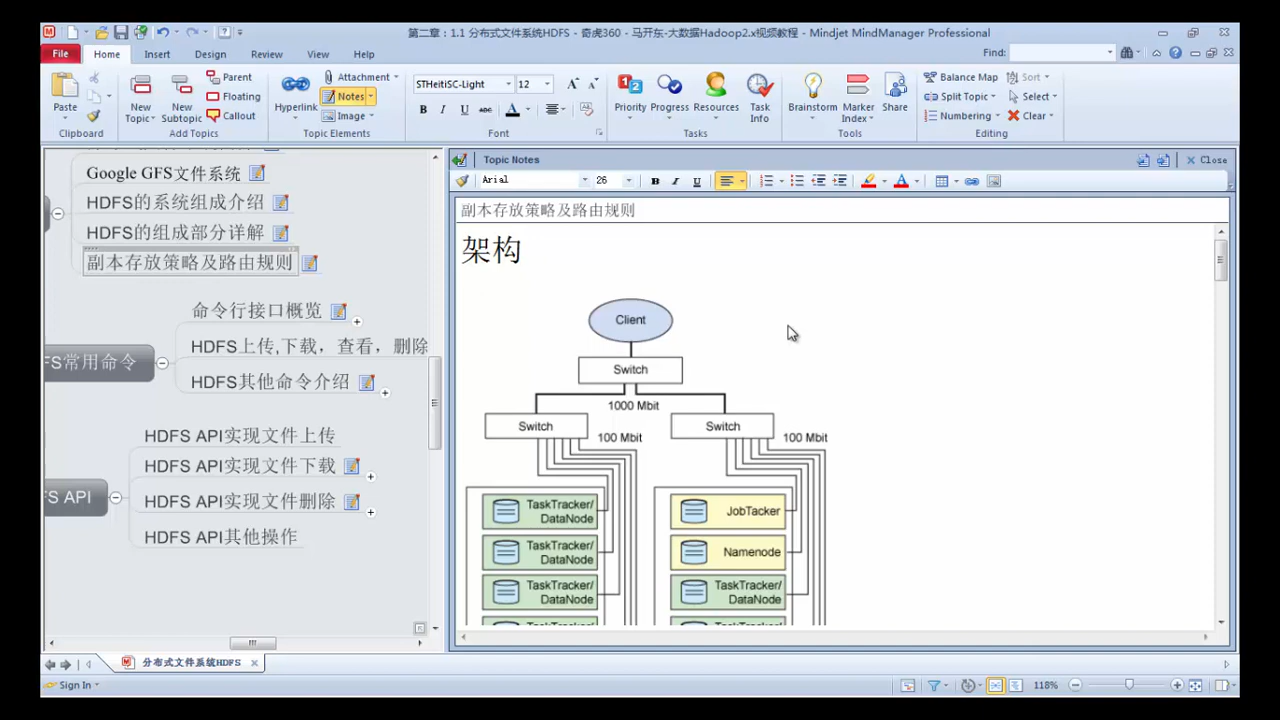 第二章：1.1 分布式文件系统HDFS - 奇虎360 - 马开东-大数据Hadoop2.x视频教程 - Mindjet MindManager Professional
File Home Insert Design Review View Help Find:
Paste
Clipboard
New Topic
New Subtopic
Parent
Floating
Callout
Add Topics
Hyperlink
Attachment
Notes
Image
Topic Elements
STHeitiSC-Light 12
B I U abc A
Font
Priority Progress Resources Task Info
Tasks
Brainstorm Marker Index Share
Tools
Balance Map Sort
Split Topic Select
Numbering Clear
Editing
Google GFS文件系统
HDFS的系统组成介绍
HDFS的组成部分详解
副本存放策略及路由规则
命令行接口概览
HDFS上传,下载，查看，删除
FS常用命令
HDFS其他命令介绍
HDFS API实现文件上传
HDFS API实现文件下载
FS API
HDFS API实现文件删除
HDFS API其他操作
Topic Notes Close
Arial 26 B I U A
副本存放策略及路由规则
架构
Client
Switch
1000 Mbit
Switch 100 Mbit Switch 100 Mbit
TaskTracker/
DataNode
JobTacker
TaskTracker/
DataNode
Namenode
TaskTracker/
DataNode
TaskTracker/
DataNode
分布式文件系统HDFS
Sign In 118%